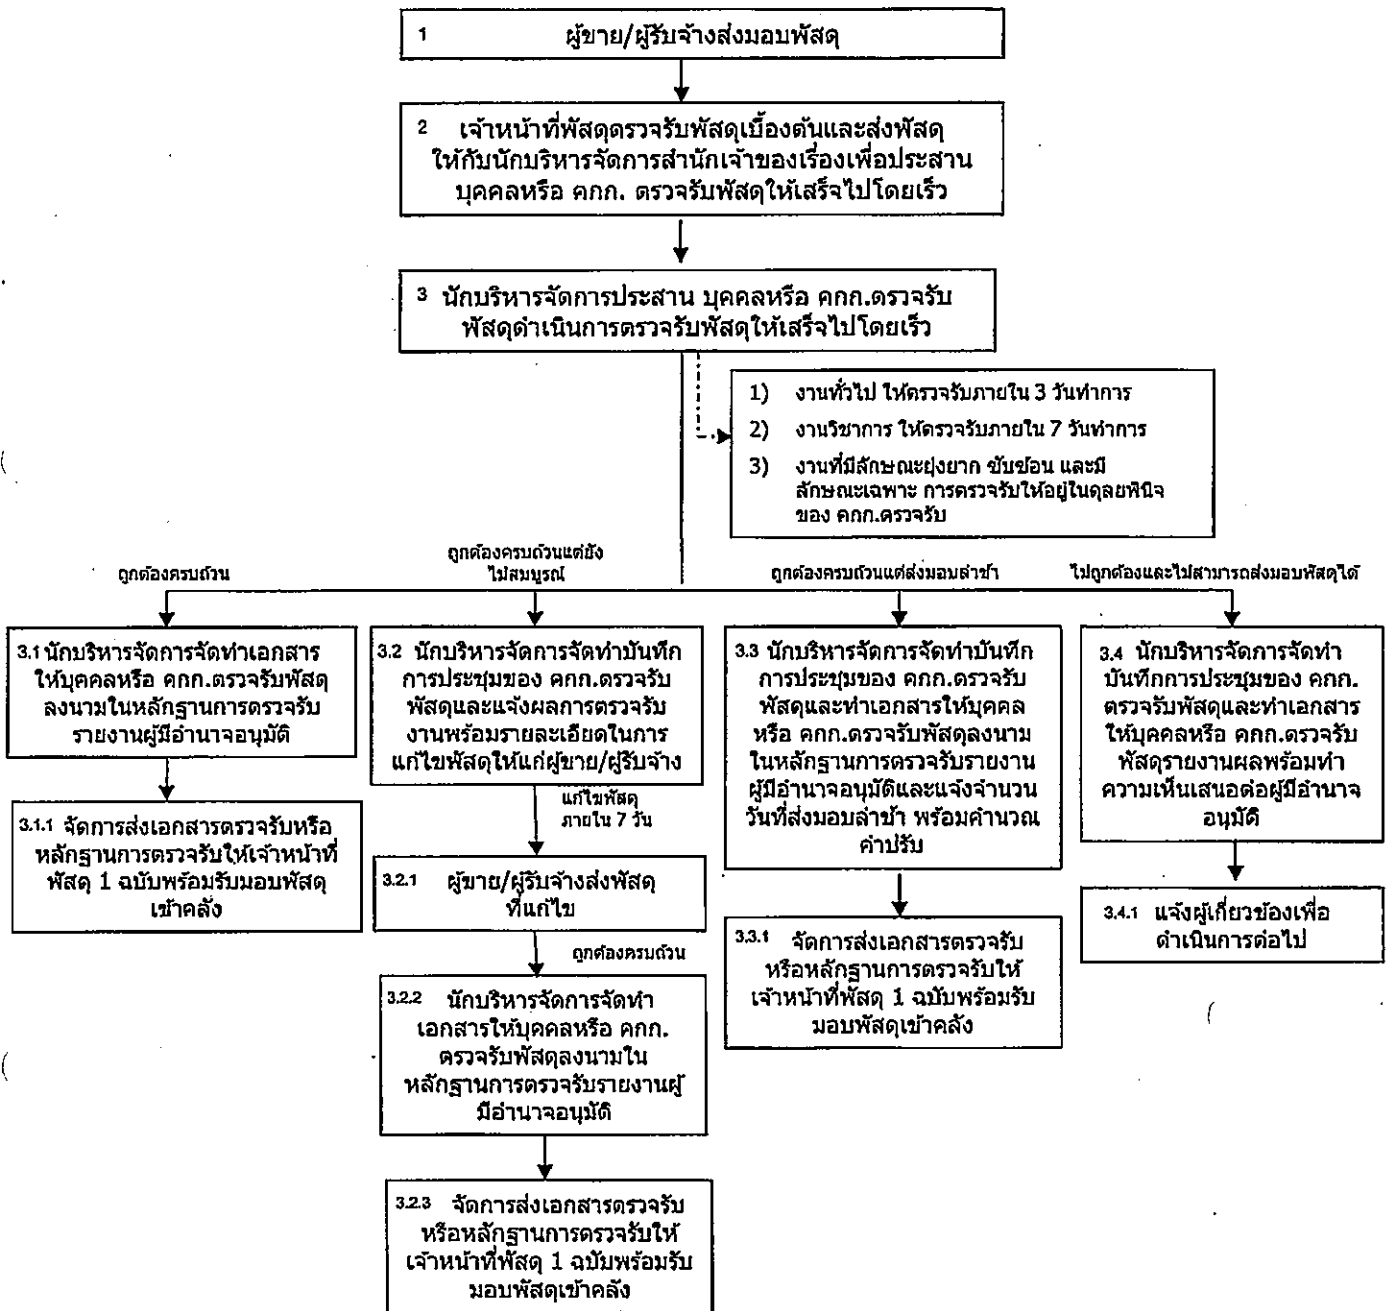 1 ผู้ขาย/ผู้รับจ้างส่งมอบพัสดุ
2 เจ้าหน้าที่พัสดุตรวจรับพัสดุเบื้องต้นและส่งพัสดุ
ให้กับนักบริหารจัดการสำนักเจ้าของเรื่องเพื่อประสาน
บุคคลหรือ คกก. ตรวจรับพัสดุให้เสร็จไปโดยเร็ว
3 นักบริหารจัดการประสาน บุคคลหรือ คกก.ตรวจรับ
พัสดุดำเนินการตรวจรับพัสดุให้เสร็จไปโดยเร็ว
1) งานทั่วไป ให้ตรวจรับภายใน 3 วันทำการ
2) งานวิชาการ ให้ตรวจรับภายใน 7 วันทำการ
3) งานที่มีลักษณะยุ่งยาก ซับซ้อน และมี
ลักษณะเฉพาะ การตรวจรับให้อยู่ในดุลยพินิจ
ของ คกก.ตรวจรับ
ถูกต้องครบถ้วน
ถูกต้องครบถ้วนแต่ยัง
ไม่สมบูรณ์
ถูกต้องครบถ้วนแต่ส่งมอบล่าช้า
ไม่ถูกต้องและไม่สามารถส่งมอบพัสดุได้
3.1 นักบริหารจัดการจัดทำเอกสาร
ให้บุคคลหรือ คกก.ตรวจรับพัสดุ
ลงนามในหลักฐานการตรวจรับ
รายงานผู้มีอำนาจอนุมัติ
3.1.1 จัดการส่งเอกสารตรวจรับหรือ
หลักฐานการตรวจรับให้เจ้าหน้าที่
พัสดุ 1 ฉบับพร้อมรับมอบพัสดุ
เข้าคลัง
3.2 นักบริหารจัดการจัดทำบันทึก
การประชุมของ คกก.ตรวจรับ
พัสดุและแจ้งผลการตรวจรับ
งานพร้อมรายละเอียดในการ
แก้ไขพัสดุให้แก่ผู้ขาย/ผู้รับจ้าง
แก้ไขพัสดุ
ภายใน 7 วัน
3.2.1 ผู้ขาย/ผู้รับจ้างส่งพัสดุ
ที่แก้ไข
ถูกต้องครบถ้วน
3.2.2 นักบริหารจัดการจัดทำ
เอกสารให้บุคคลหรือ คกก.
ตรวจรับพัสดุลงนามใน
หลักฐานการตรวจรับรายงานผู้
มีอำนาจอนุมัติ
3.2.3 จัดการส่งเอกสารตรวจรับ
หรือหลักฐานการตรวจรับให้
เจ้าหน้าที่พัสดุ 1 ฉบับพร้อมรับ
มอบพัสดุเข้าคลัง
3.3 นักบริหารจัดการจัดทำบันทึก
การประชุมของ คกก.ตรวจรับ
พัสดุและทำเอกสารให้บุคคล
หรือ คกก.ตรวจรับพัสดุลงนาม
ในหลักฐานการตรวจรับรายงาน
ผู้มีอำนาจอนุมัติและแจ้งจำนวน
วันที่ส่งมอบล่าช้า พร้อมคำนวณ
ค่าปรับ
3.3.1 จัดการส่งเอกสารตรวจรับ
หรือหลักฐานการตรวจรับให้
เจ้าหน้าที่พัสดุ 1 ฉบับพร้อมรับ
มอบพัสดุเข้าคลัง
3.4 นักบริหารจัดการจัดทำ
บันทึกการประชุมของ คกก.
ตรวจรับพัสดุและทำเอกสาร
ให้บุคคลหรือ คกก.ตรวจรับ
พัสดุรายงานผลพร้อมทำ
ความเห็นเสนอต่อผู้มีอำนาจ
อนุมัติ
3.4.1 แจ้งผู้เกี่ยวข้องเพื่อ
ดำเนินการต่อไป